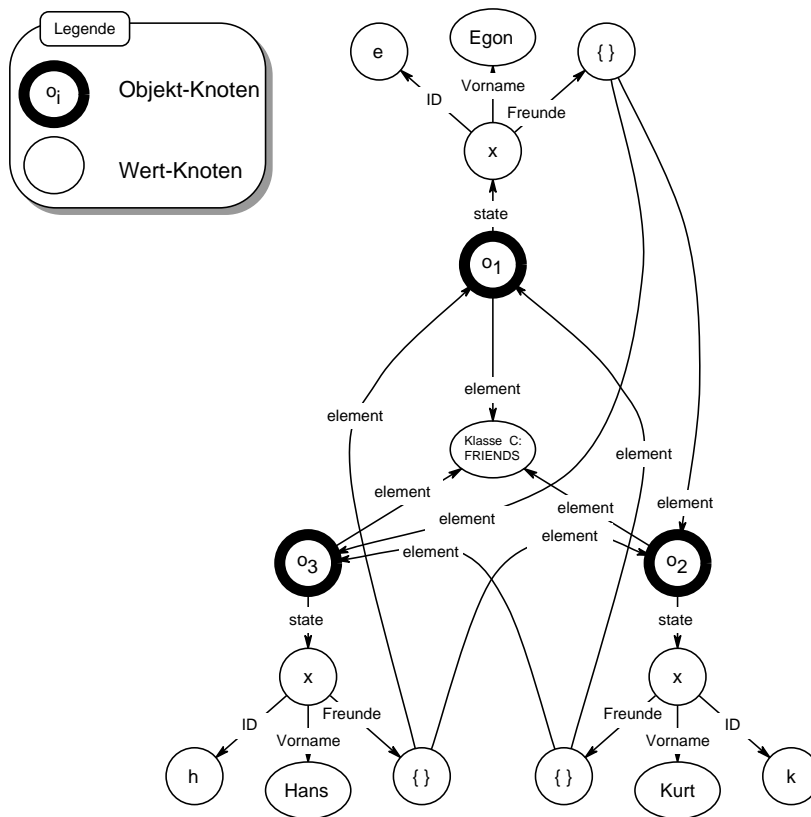 Legende
oi
Objekt-Knoten
Wert-Knoten
e
Egon
{ }
ID
Vorname
Freunde
x
state
o1
element
element
element
Klasse C:
FRIENDS
element
element
element
element
element
element
o3
o2
state
state
x
x
ID
Freunde
Vorname
Freunde
Vorname
ID
h
Hans
{ }
{ }
Kurt
k